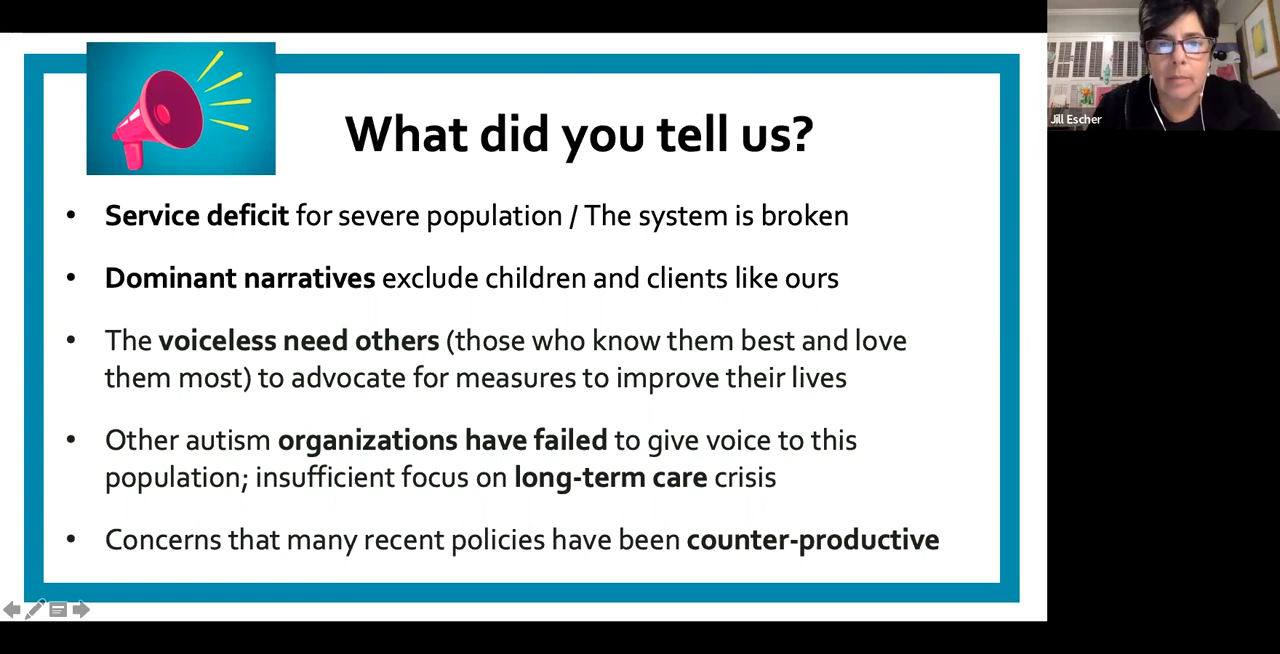 What did you tell us?
• Service deficit for severe population / The system is broken
• Dominant narratives exclude children and clients like ours
• The voiceless need others (those who know them best and love
them most) to advocate for measures to improve their lives
• Other autism organizations have failed to give voice to this
population; insufficient focus on long-term care crisis
• Concerns that many recent policies have been counter-productive
Jill Escher